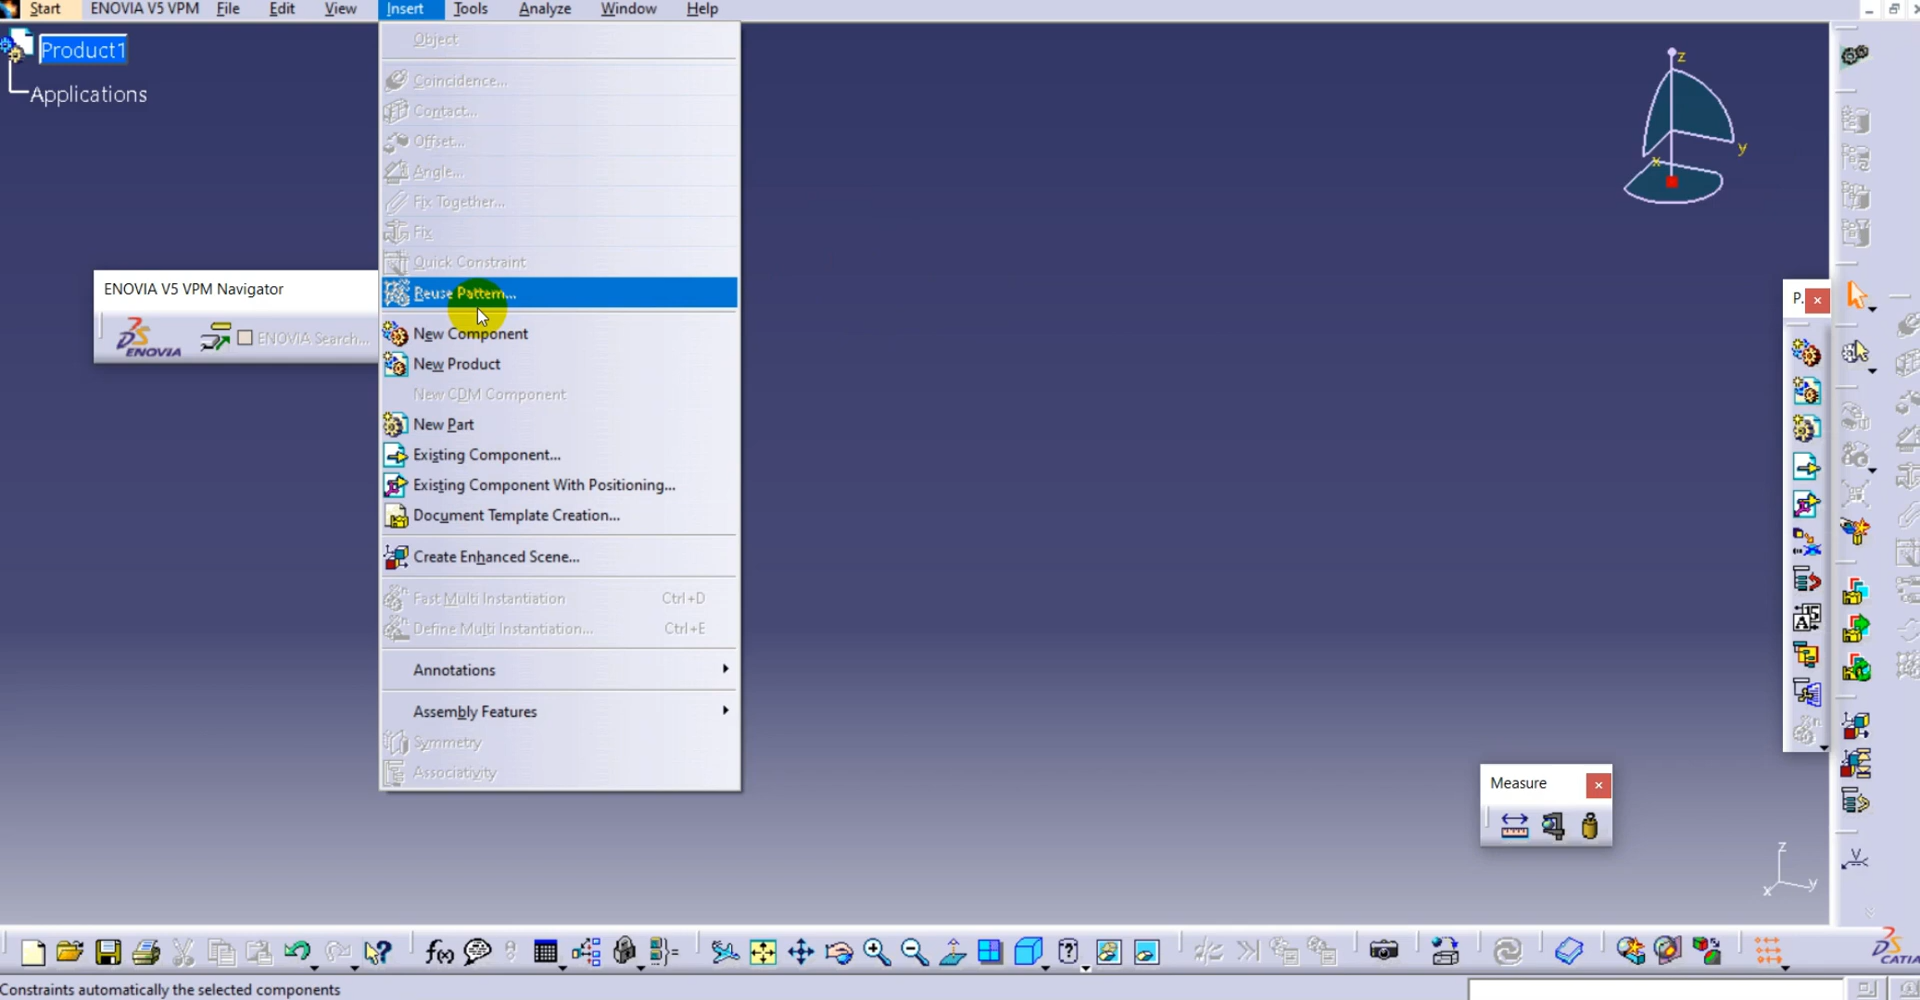 Start ENOVIA V5 VPM File Edit View Insert Tools Analyze Window Help
Product1
Applications
Object
Coincidence...
Contact...
Offset...
Angle...
Fix Together...
Fix
Quick Constraint
Reuse Pattern...
New Component
New Product
New CDM Component
New Part
Existing Component...
Existing Component With Positioning...
Document Template Creation...
Create Enhanced Scene...
Fast Multi Instantiation Ctrl+D
Define Multi Instantiation... Ctrl+E
Annotations
Assembly Features
Symmetry
Associativity
ENOVIA V5 VPM Navigator
ENOVIA
ENOVIA Search...
z
y
x
P.
Measure
z
y
x
f(x)
CATIA
Constraints automatically the selected components